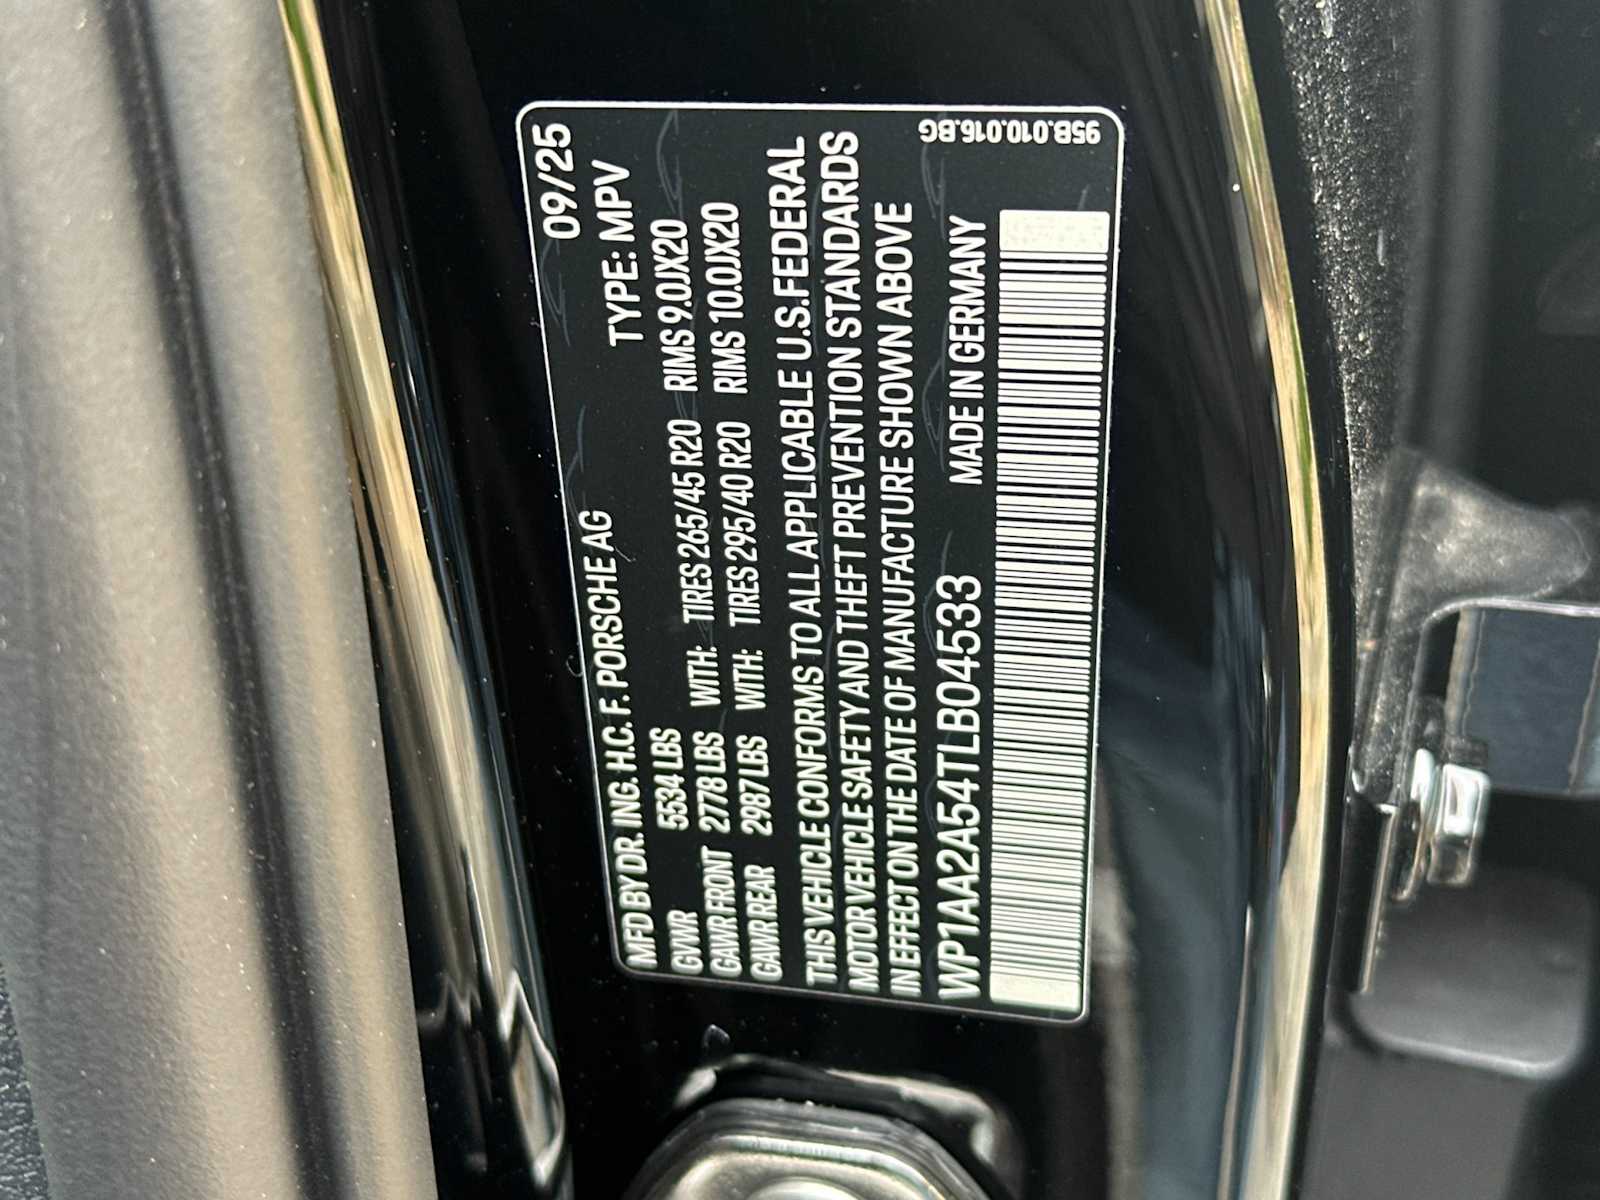 09/25
MFD BY DR. ING. H.C. F. PORSCHE AG TYPE: MPV
GVWR 5534 LBS
GAWR FRONT 2778 LBS WITH: TIRES 265/45 R20 RIMS 9.0JX20
GAWR REAR 2987 LBS WITH: TIRES 295/40 R20 RIMS 10.0JX20
THIS VEHICLE CONFORMS TO ALL APPLICABLE U.S.FEDERAL
MOTOR VEHICLE SAFETY AND THEFT PREVENTION STANDARDS
IN EFFECT ON THE DATE OF MANUFACTURE SHOWN ABOVE
WP1AA2A54TLB04533 MADE IN GERMANY
95B.010.016.BG